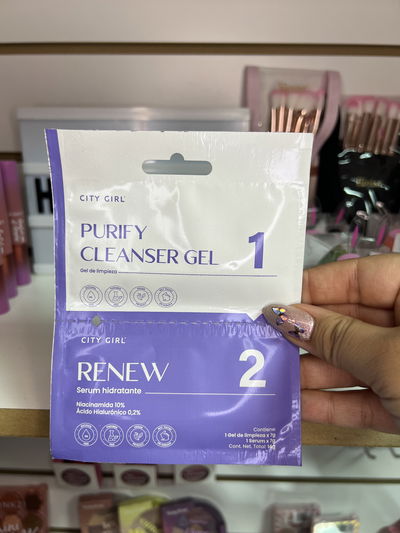 CITY GIRL
PURIFY
CLEANSER GEL
1
Gel de limpieza
CITY GIRL
RENEW
2
Serum hidratante
Niacinamida 10%
Ácido Hialurónico 0,2%
Contiene
1 Gel de limpieza x 7g
1 Serum x 7g
Cont. Net. Total: 14g